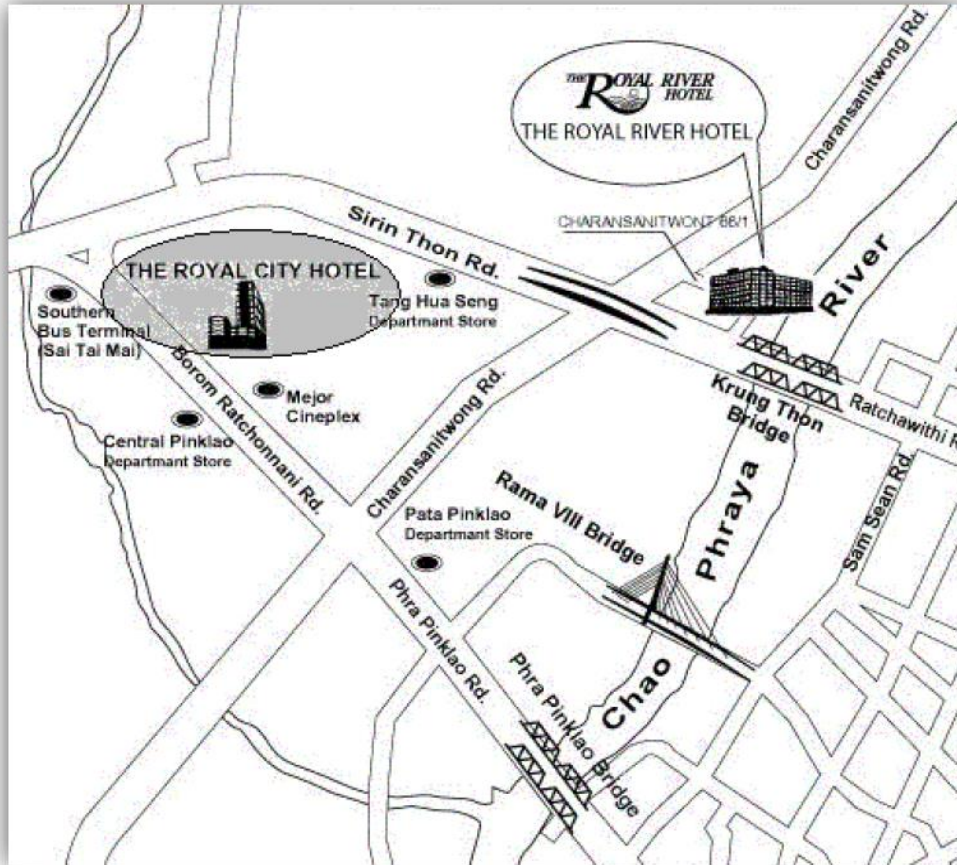 Charansanitwong Rd.
THE ROYAL RIVER
HOTEL
THE ROYAL RIVER HOTEL
CHARANSANITWONT 66/1
Sirin Thon Rd.
River
THE ROYAL CITY HOTEL
Tang Hua Seng
Departmant Store
Southern
Bus Terminal
(Sai Tai Mai)
Borom Ratchonnani Rd.
Mejor
Cineplex
Central Pinklao
Departmant Store
Charansanitwong Rd.
Krung Thon
Bridge
Ratchawithi R
Sam Sean Rd.
Phraya
Rama VIII Bridge
Pata Pinklao
Departmant Store
Phra Pinklao Rd.
Chao
Phra Pinklao Bridge